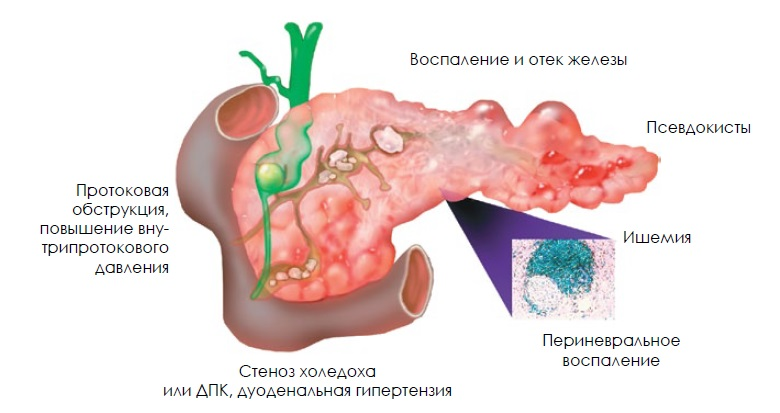 Воспаление и отек железы
Псевдокисты
Протоковая
обструкция,
повышение вну-
трипротокового
давления
Ишемия
Периневральное
воспаление
Стеноз холедоха
или ДПК, дуоденальная гипертензия